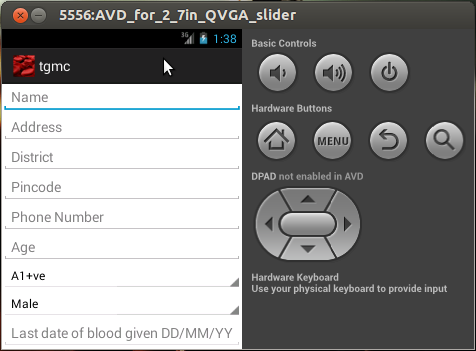 5556:AVD_for_2_7in_QVGA_slider
3G 1:38
tgmc
Name
Address
District
Pincode
Phone Number
Age
A1+ve
Male
Last date of blood given DD/MM/YY
Basic Controls
Hardware Buttons
MENU
DPAD not enabled in AVD
Hardware Keyboard
Use your physical keyboard to provide input